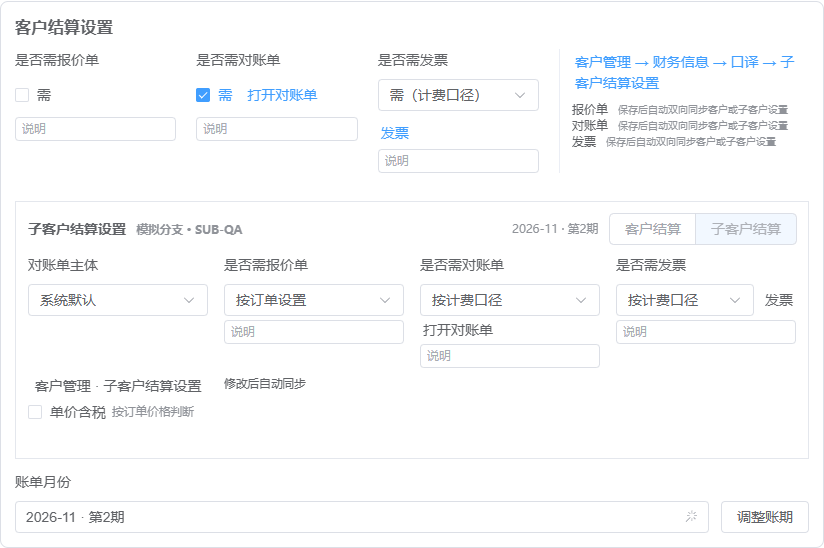 客户结算设置
是否需报价单
需
说明
是否需对账单
需 打开对账单
说明
是否需发票
需（计费口径）
发票
说明
客户管理 → 财务信息 → 口译 → 子
客户结算设置
报价单 保存后自动双向同步客户或子客户设置
对账单 保存后自动双向同步客户或子客户设置
发票 保存后自动双向同步客户或子客户设置
子客户结算设置 模拟分支・SUB-QA
2026-11 · 第2期 客户结算 子客户结算
对账单主体
系统默认
是否需报价单
按订单设置
说明
是否需对账单
按计费口径
打开对账单
说明
是否需发票
按计费口径 发票
说明
客户管理 · 子客户结算设置 修改后自动同步
单价含税 按订单价格判断
账单月份
2026-11 · 第2期 调整账期